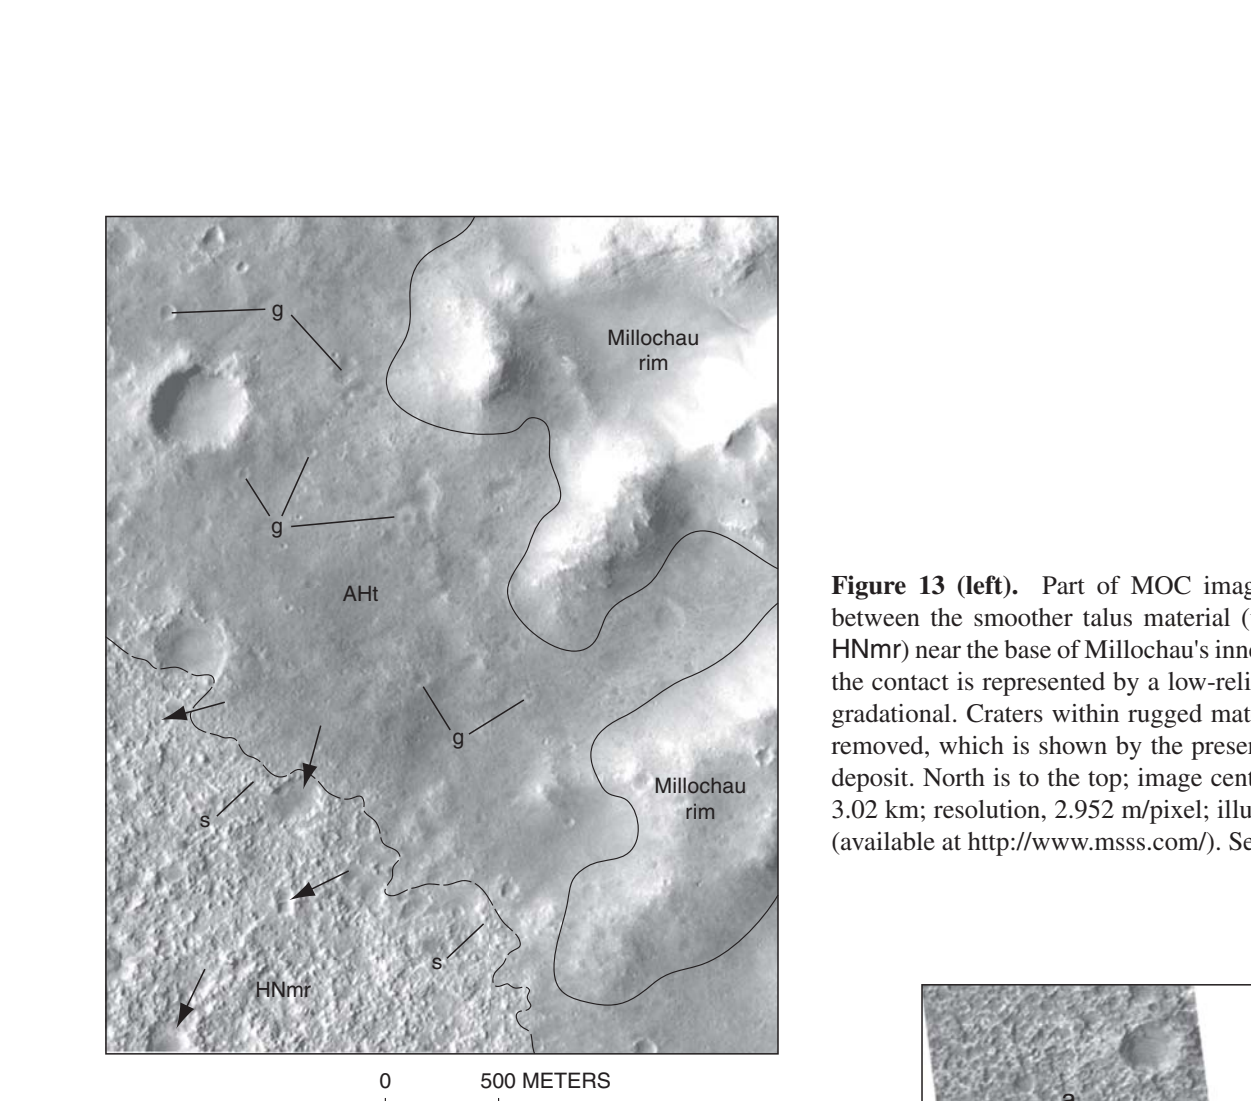 g
Millochau
rim
g
AHt
g
Millochau
rim
s
s
HNmr
0 500 METERS
Figure 13 (left). Part of MOC imag
between the smoother talus material (
HNmr) near the base of Millochau's inne
the contact is represented by a low-reli
gradational. Craters within rugged mat
removed, which is shown by the presen
deposit. North is to the top; image cent
3.02 km; resolution, 2.952 m/pixel; illu
(available at http://www.msss.com/). Se
a